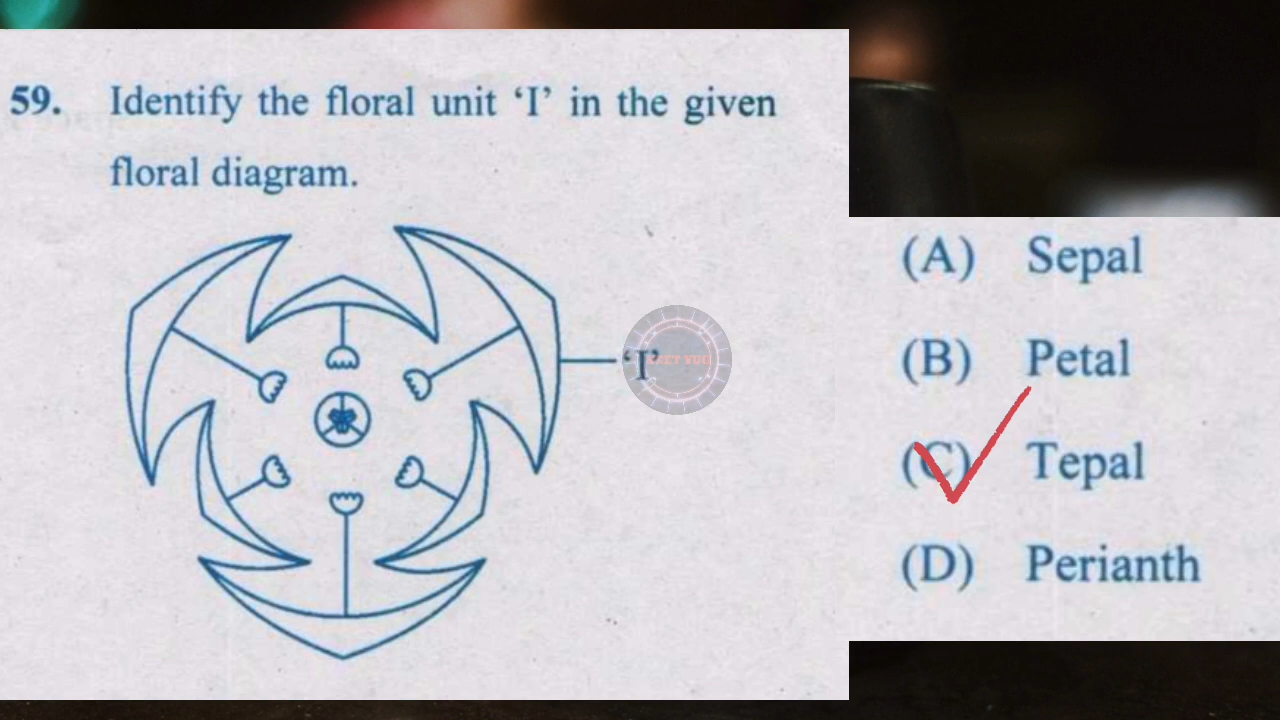 59. Identify the floral unit ‘I’ in the given
floral diagram.
‘I’
(A) Sepal
(B) Petal
(C) Tepal
(D) Perianth